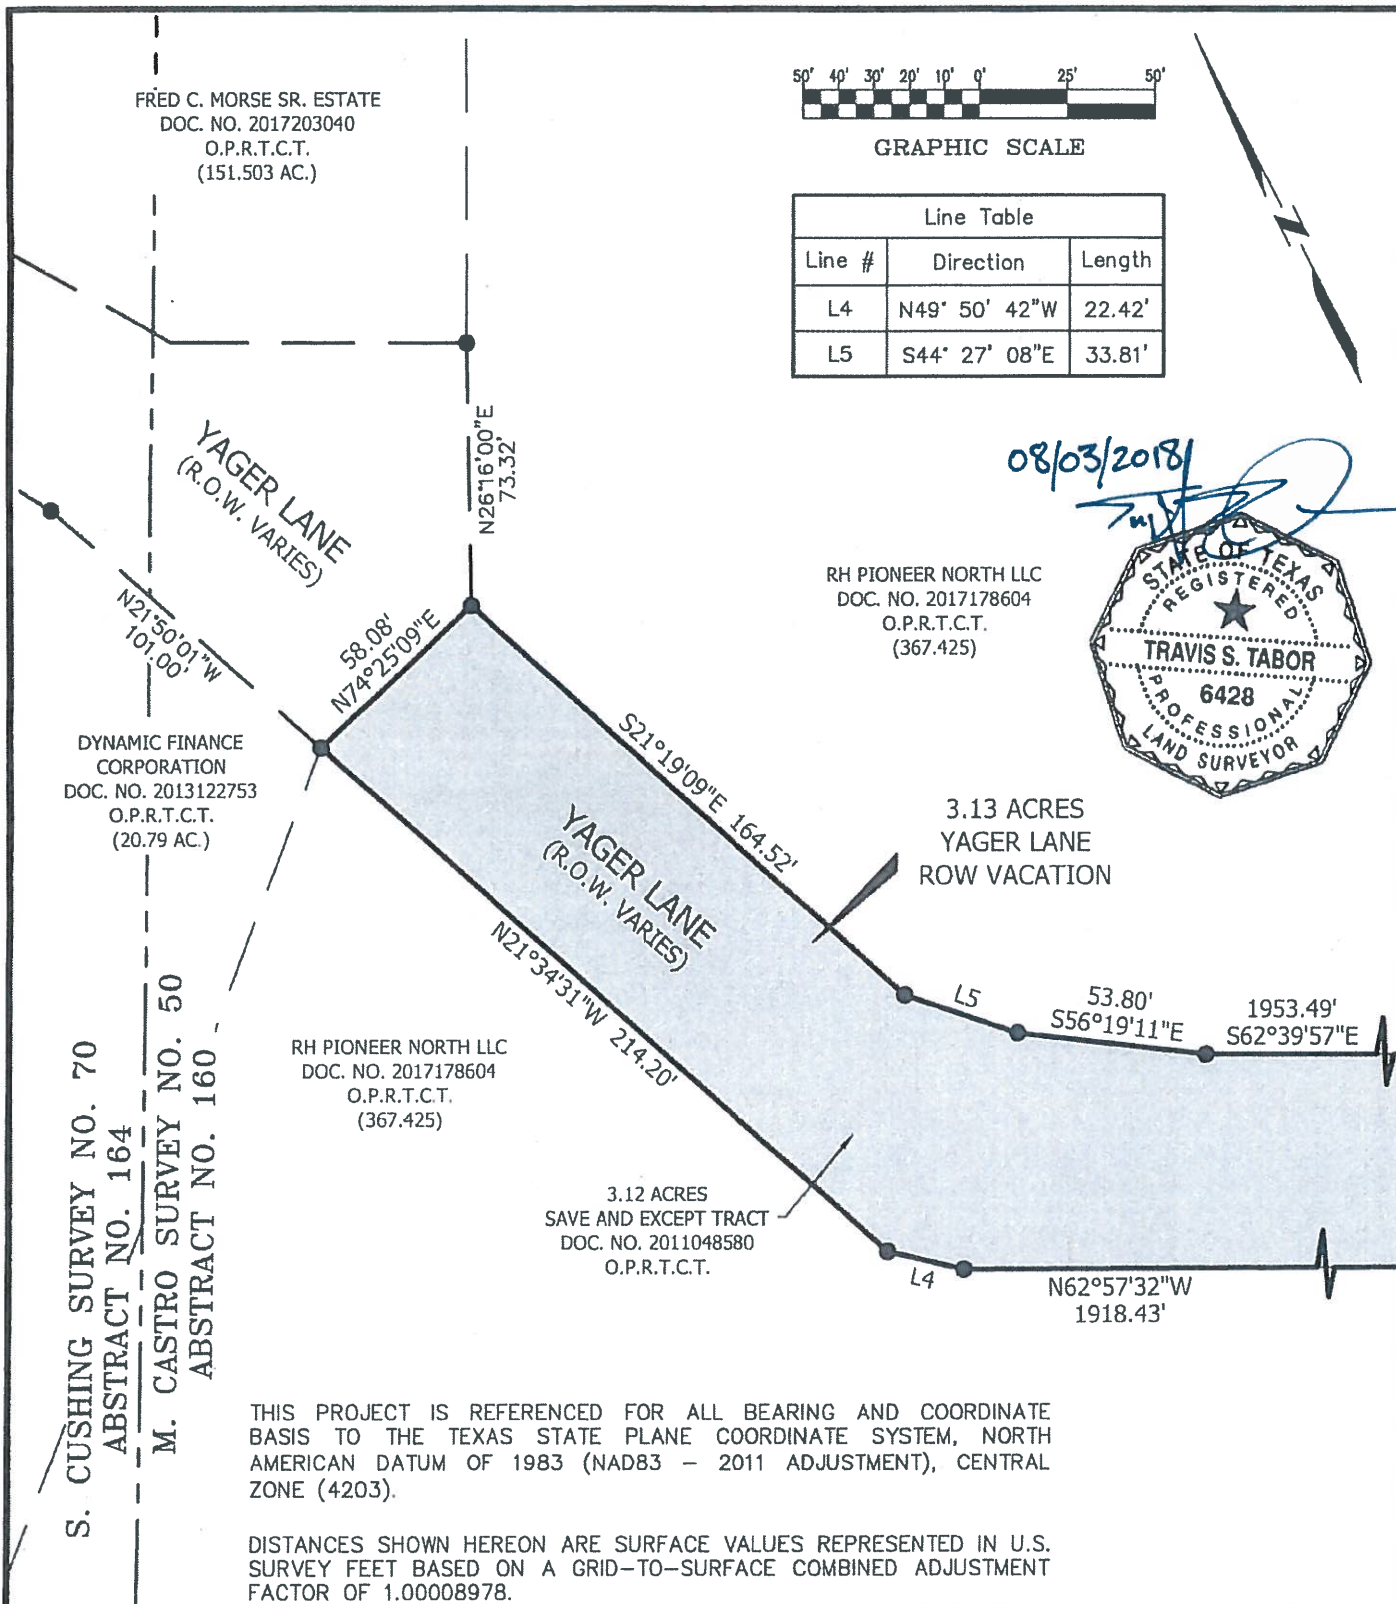 FRED C. MORSE SR. ESTATE
DOC. NO. 2017203040
O.P.R.T.C.T.
(151.503 AC.)
50' 40' 30' 20' 10' 0' 25' 50'
GRAPHIC SCALE
Line Table
Line # Direction Length
L4 N49° 50' 42"W 22.42'
L5 S44° 27' 08"E 33.81'
N
YAGER LANE
(R.O.W. VARIES)
N26°16'00"E
73.32'
08/03/2018
STATE OF TEXAS
REGISTERED
TRAVIS S. TABOR
6428
PROFESSIONAL
LAND SURVEYOR
RH PIONEER NORTH LLC
DOC. NO. 2017178604
O.P.R.T.C.T.
(367.425)
N21°50'01"W
101.00'
58.08'
N74°25'09"E
DYNAMIC FINANCE
CORPORATION
DOC. NO. 2013122753
O.P.R.T.C.T.
(20.79 AC.)
S21°19'09"E 164.52'
3.13 ACRES
YAGER LANE
ROW VACATION
YAGER LANE
(R.O.W. VARIES)
N21°34'31"W 214.20'
L5
53.80'
S56°19'11"E
1953.49'
S62°39'57"E
RH PIONEER NORTH LLC
DOC. NO. 2017178604
O.P.R.T.C.T.
(367.425)
3.12 ACRES
SAVE AND EXCEPT TRACT
DOC. NO. 2011048580
O.P.R.T.C.T.
L4
N62°57'32"W
1918.43'
S. CUSHING SURVEY NO. 70
ABSTRACT NO. 164
M. CASTRO SURVEY NO. 50
ABSTRACT NO. 160
THIS PROJECT IS REFERENCED FOR ALL BEARING AND COORDINATE
BASIS TO THE TEXAS STATE PLANE COORDINATE SYSTEM, NORTH
AMERICAN DATUM OF 1983 (NAD83 – 2011 ADJUSTMENT), CENTRAL
ZONE (4203).
DISTANCES SHOWN HEREON ARE SURFACE VALUES REPRESENTED IN U.S.
SURVEY FEET BASED ON A GRID–TO–SURFACE COMBINED ADJUSTMENT
FACTOR OF 1.00008978.